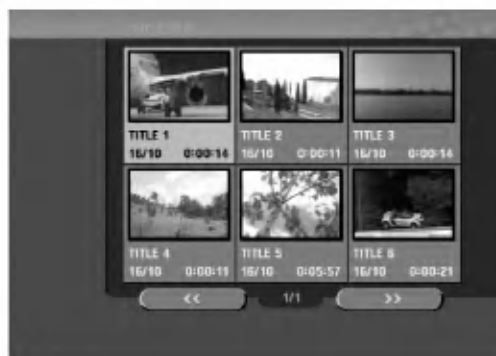 TITLE 1
16/10 0:00:14
TITLE 2
16/10 0:00:11
TITLE 3
16/10 0:00:14
TITLE 4
16/10 0:00:11
TITLE 5
16/10 0:05:57
TITLE 6
16/10 0:00:21
<< 1/1 >>